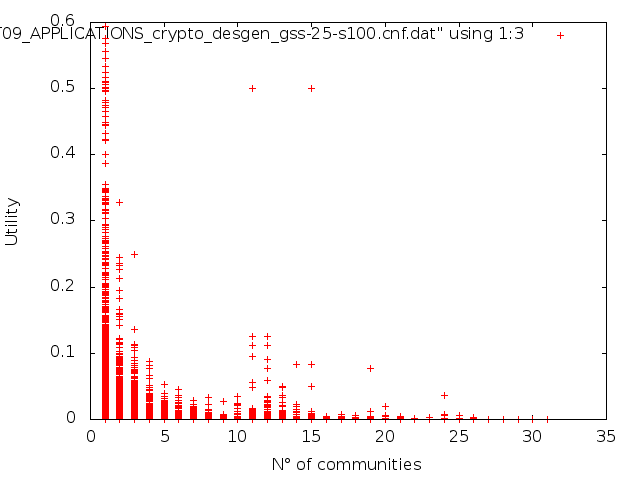 0.6
T09_APPLICATIONS_crypto_desgen_gss-25-s100.cnf.dat" using 1:3
0.5
0.4
0.3
0.2
0.1
0
Utility
0 5 10 15 20 25 30 35
N° of communities